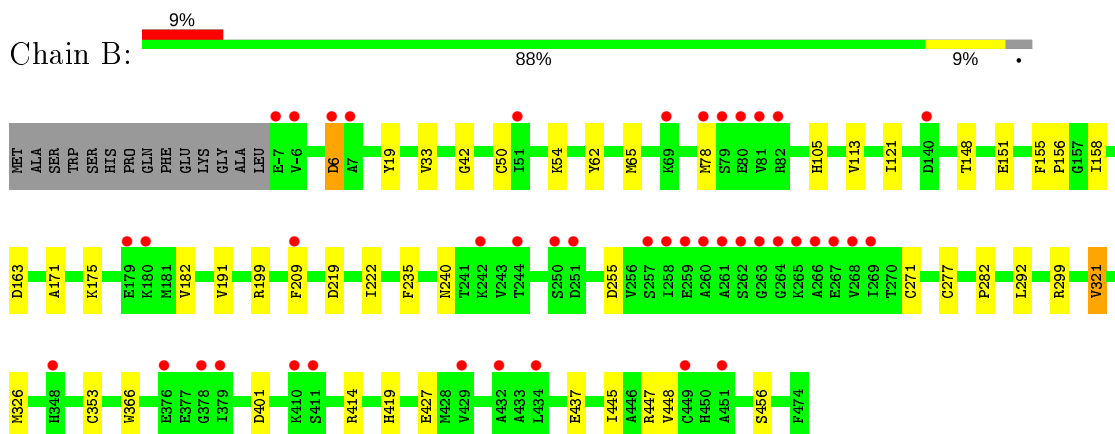 9%
Chain B:
88% 9% •
MET ALA SER TRP SER HIS PRO GLN PHE GLU LYS GLY ALA LEU E-7 V-6 D6 A7 Y19 V33 G42 C50 I51 K54 Y62 M65 K69 M78 S79 E80 V81 R82 H105 V113 I121 D140 T148 E151 F155 P156 G157 I158
D163 A171 K175 E179 K180 M181 V182 V191 R199 F209 D219 I222 F235 N240 T241 K242 V243 T244 S250 D251 D255 V256 S257 I258 E259 A260 A261 S262 G263 G264 K265 A266 E267 V268 I269 T270 C271 C277 P282 L292 R299 V321
M326 H348 C353 W366 E376 E377 G378 I379 D401 K410 S411 R414 H419 E427 M428 V429 A432 A433 L434 E437 I445 A446 R447 V448 C449 H450 A451 S456 F474